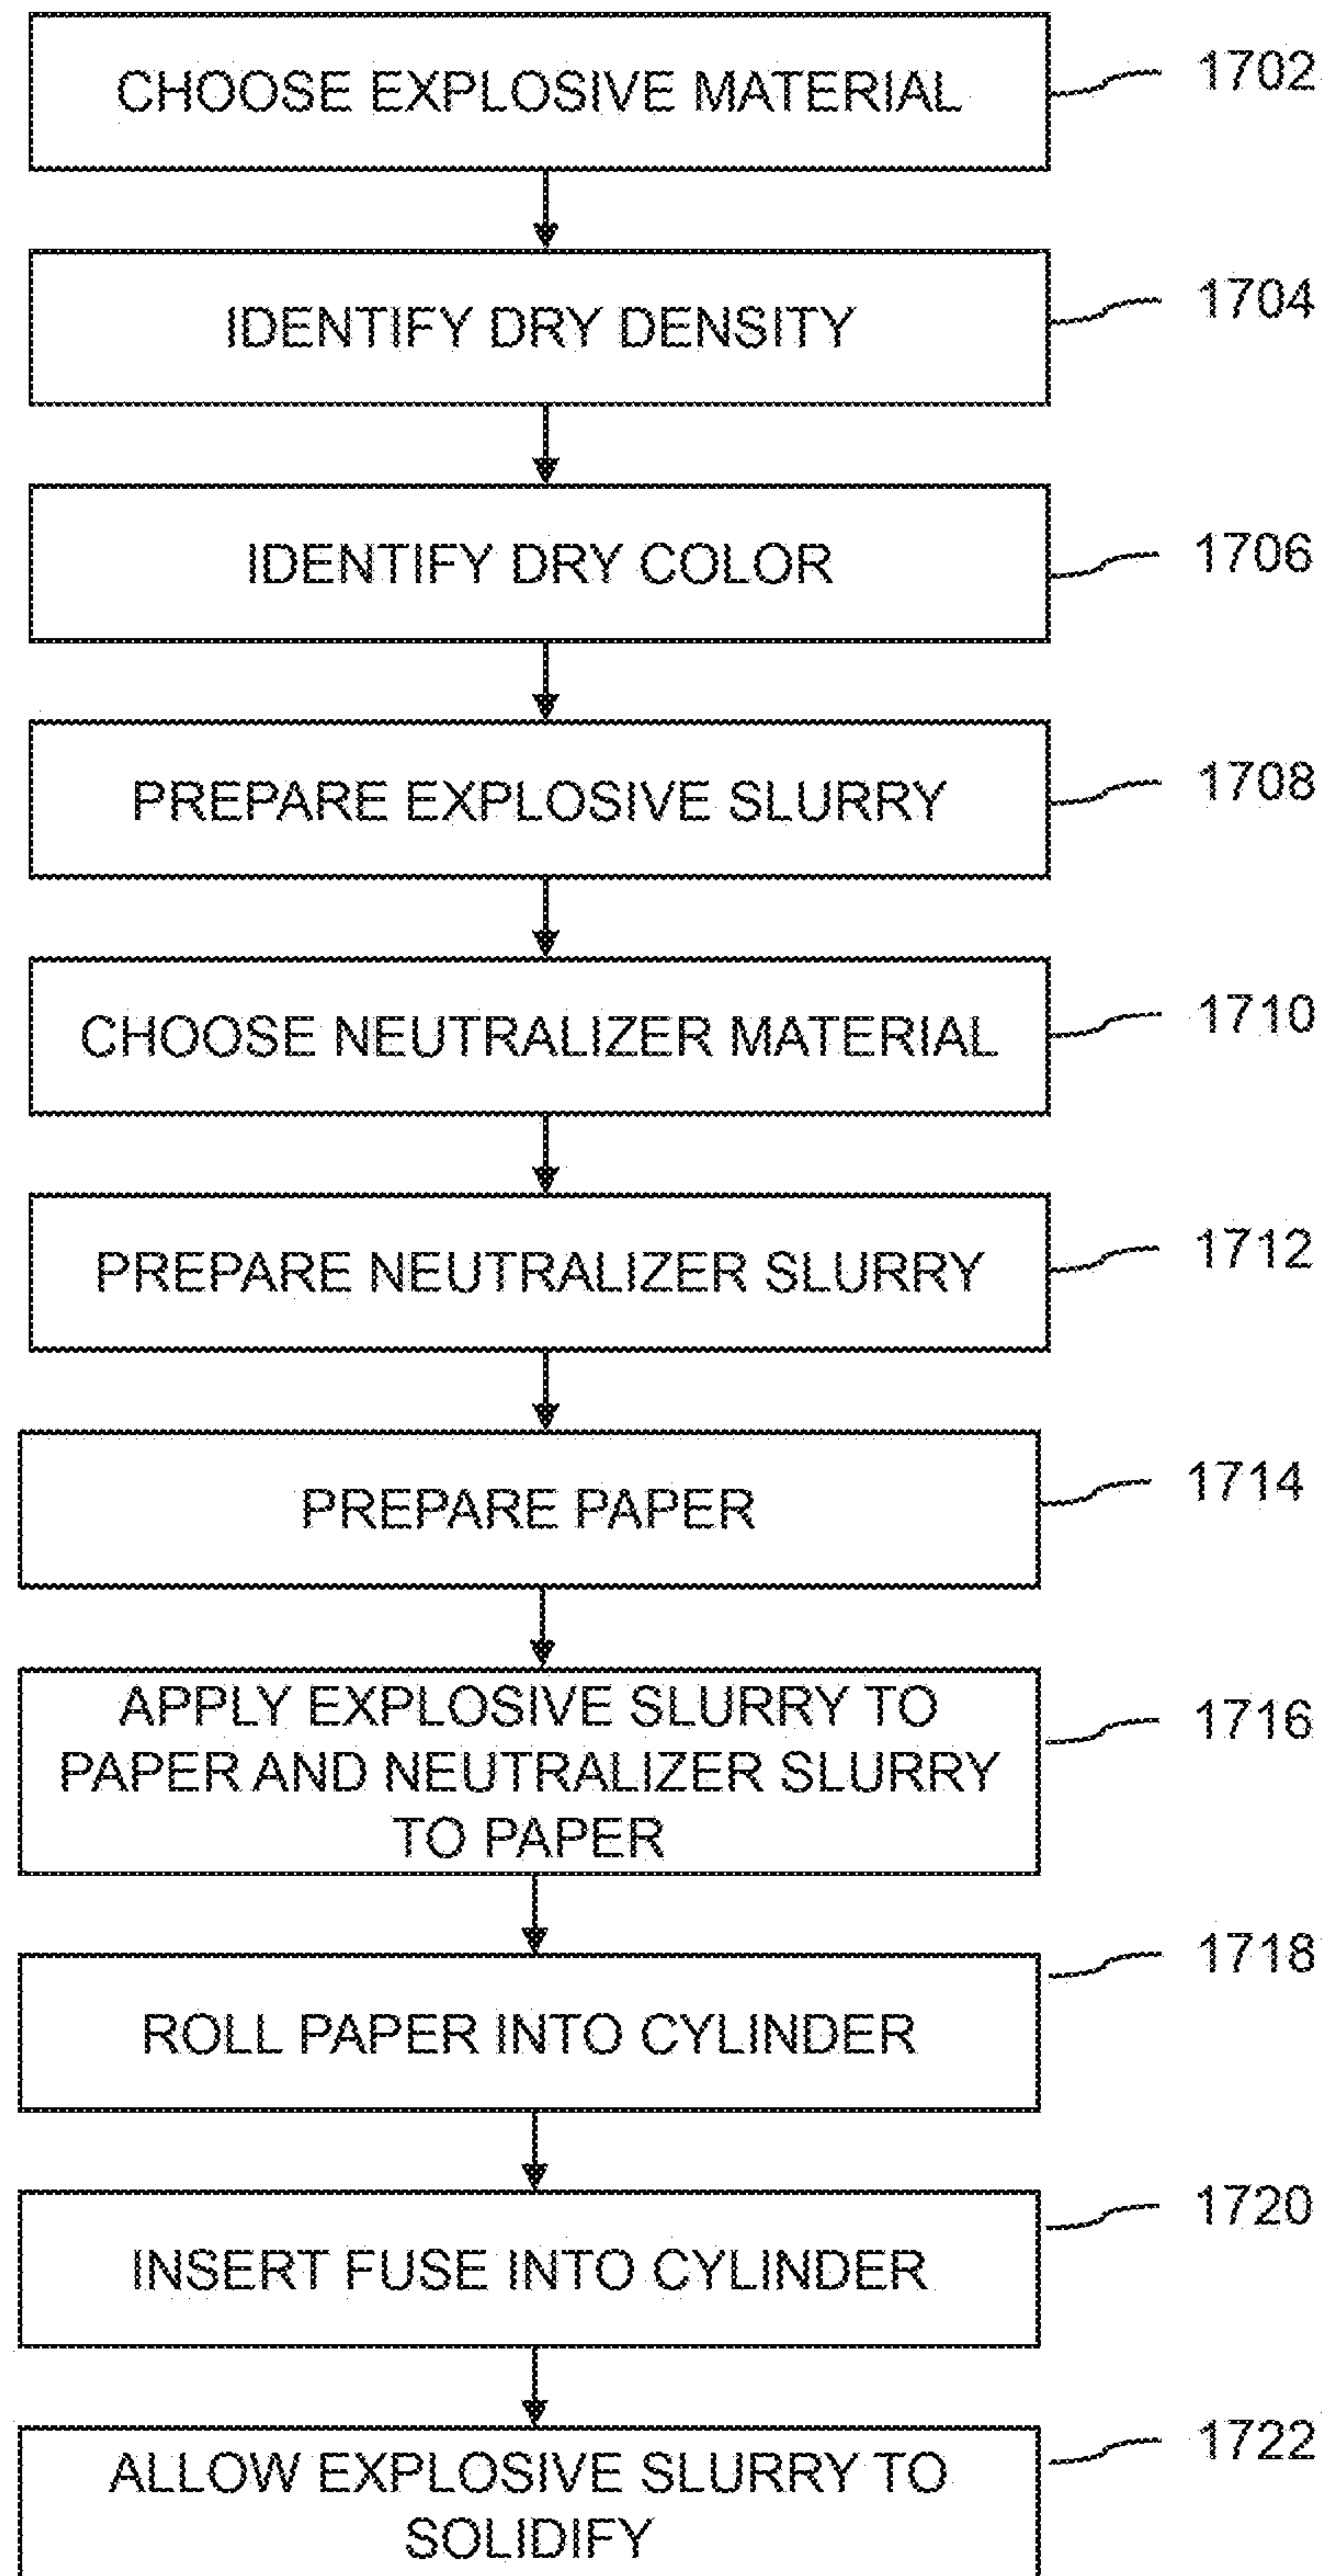 CHOOSE EXPLOSIVE MATERIAL
1702
IDENTIFY DRY DENSITY
1704
IDENTIFY DRY COLOR
1706
PREPARE EXPLOSIVE SLURRY
1708
CHOOSE NEUTRALIZER MATERIAL
1710
PREPARE NEUTRALIZER SLURRY
1712
PREPARE PAPER
1714
APPLY EXPLOSIVE SLURRY TO
PAPER AND NEUTRALIZER SLURRY
TO PAPER
1716
ROLL PAPER INTO CYLINDER
1718
INSERT FUSE INTO CYLINDER
1720
ALLOW EXPLOSIVE SLURRY TO
SOLIDIFY
1722